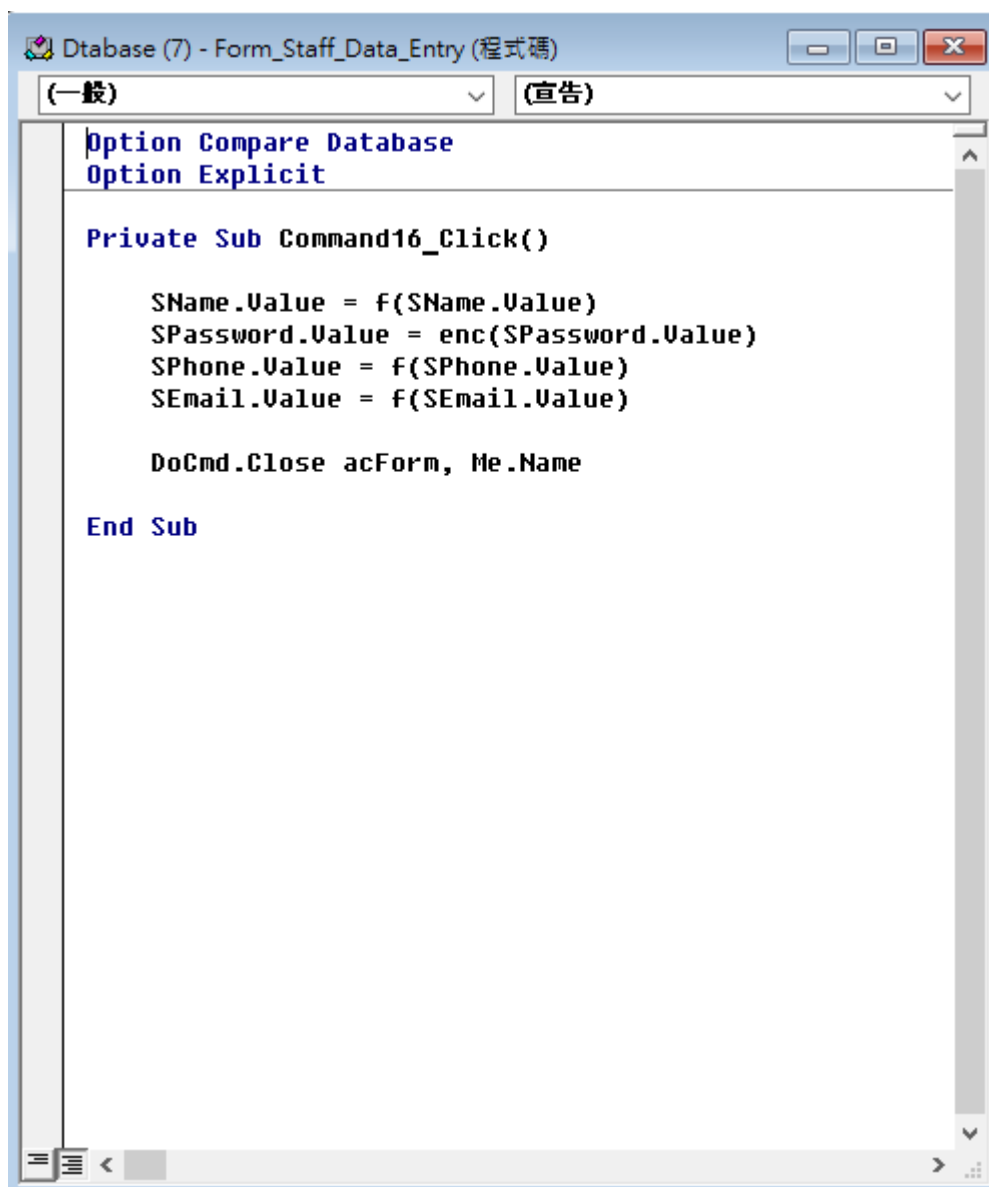 Dtabase (7) - Form_Staff_Data_Entry (程式碼)
(一般)
(宣告)
Option Compare Database
Option Explicit
Private Sub Command16_Click()
SName.Value = f(SName.Value)
SPassword.Value = enc(SPassword.Value)
SPhone.Value = f(SPhone.Value)
SEmail.Value = f(SEmail.Value)
DoCmd.Close acForm, Me.Name
End Sub